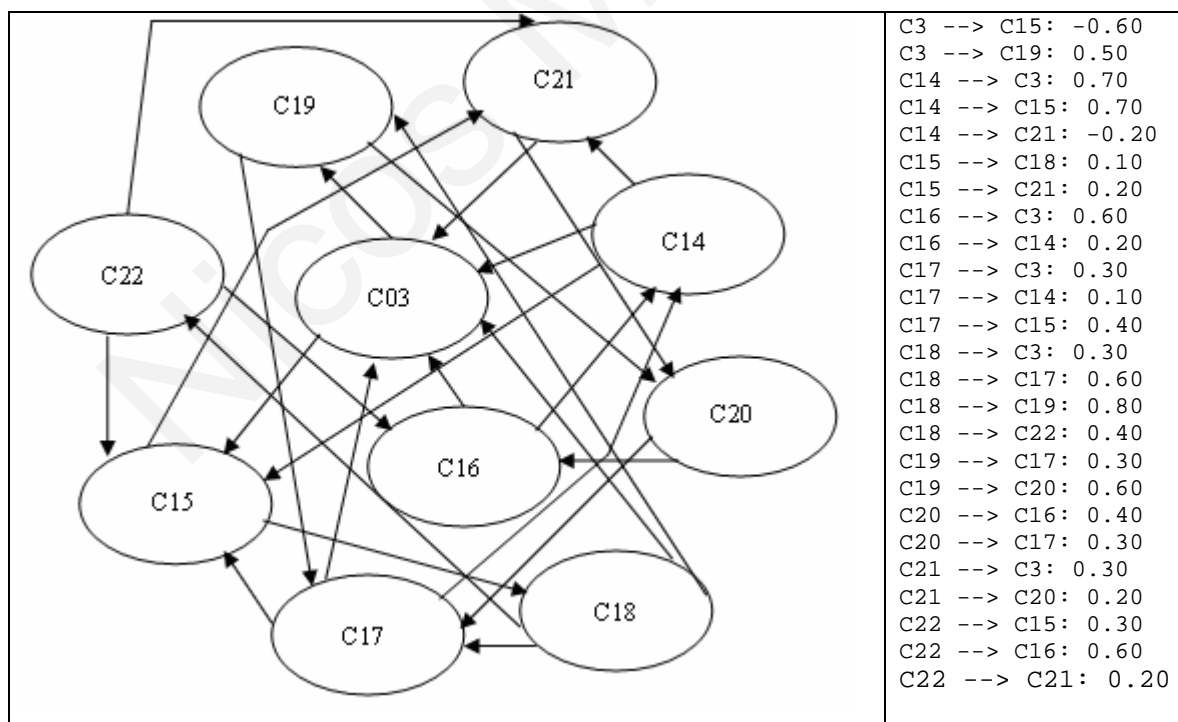 C21
C19
C14
C22
C03
C20
C16
C15
C18
C17
C3 --> C15: -0.60
C3 --> C19: 0.50
C14 --> C3: 0.70
C14 --> C15: 0.70
C14 --> C21: -0.20
C15 --> C18: 0.10
C15 --> C21: 0.20
C16 --> C3: 0.60
C16 --> C14: 0.20
C17 --> C3: 0.30
C17 --> C14: 0.10
C17 --> C15: 0.40
C18 --> C3: 0.30
C18 --> C17: 0.60
C18 --> C19: 0.80
C18 --> C22: 0.40
C19 --> C17: 0.30
C19 --> C20: 0.60
C20 --> C16: 0.40
C20 --> C17: 0.30
C21 --> C3: 0.30
C21 --> C20: 0.20
C22 --> C15: 0.30
C22 --> C16: 0.60
C22 --> C21: 0.20
Nicos